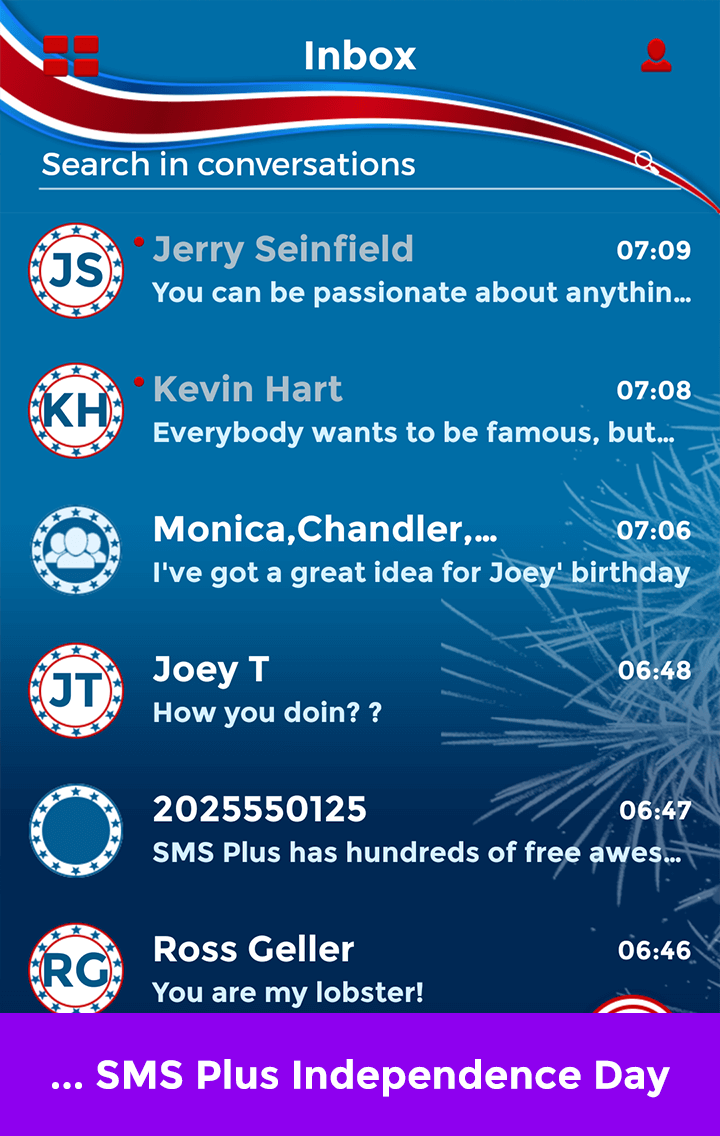 Inbox
Search in conversations
JS
Jerry Seinfield
07:09
You can be passionate about anythin...
KH
Kevin Hart
07:08
Everybody wants to be famous, but...
Monica,Chandler,...
07:06
I've got a great idea for Joey' birthday
JT
Joey T
06:48
How you doin? ?
2025550125
06:47
SMS Plus has hundreds of free awes...
RG
Ross Geller
06:46
You are my lobster!
... SMS Plus Independence Day